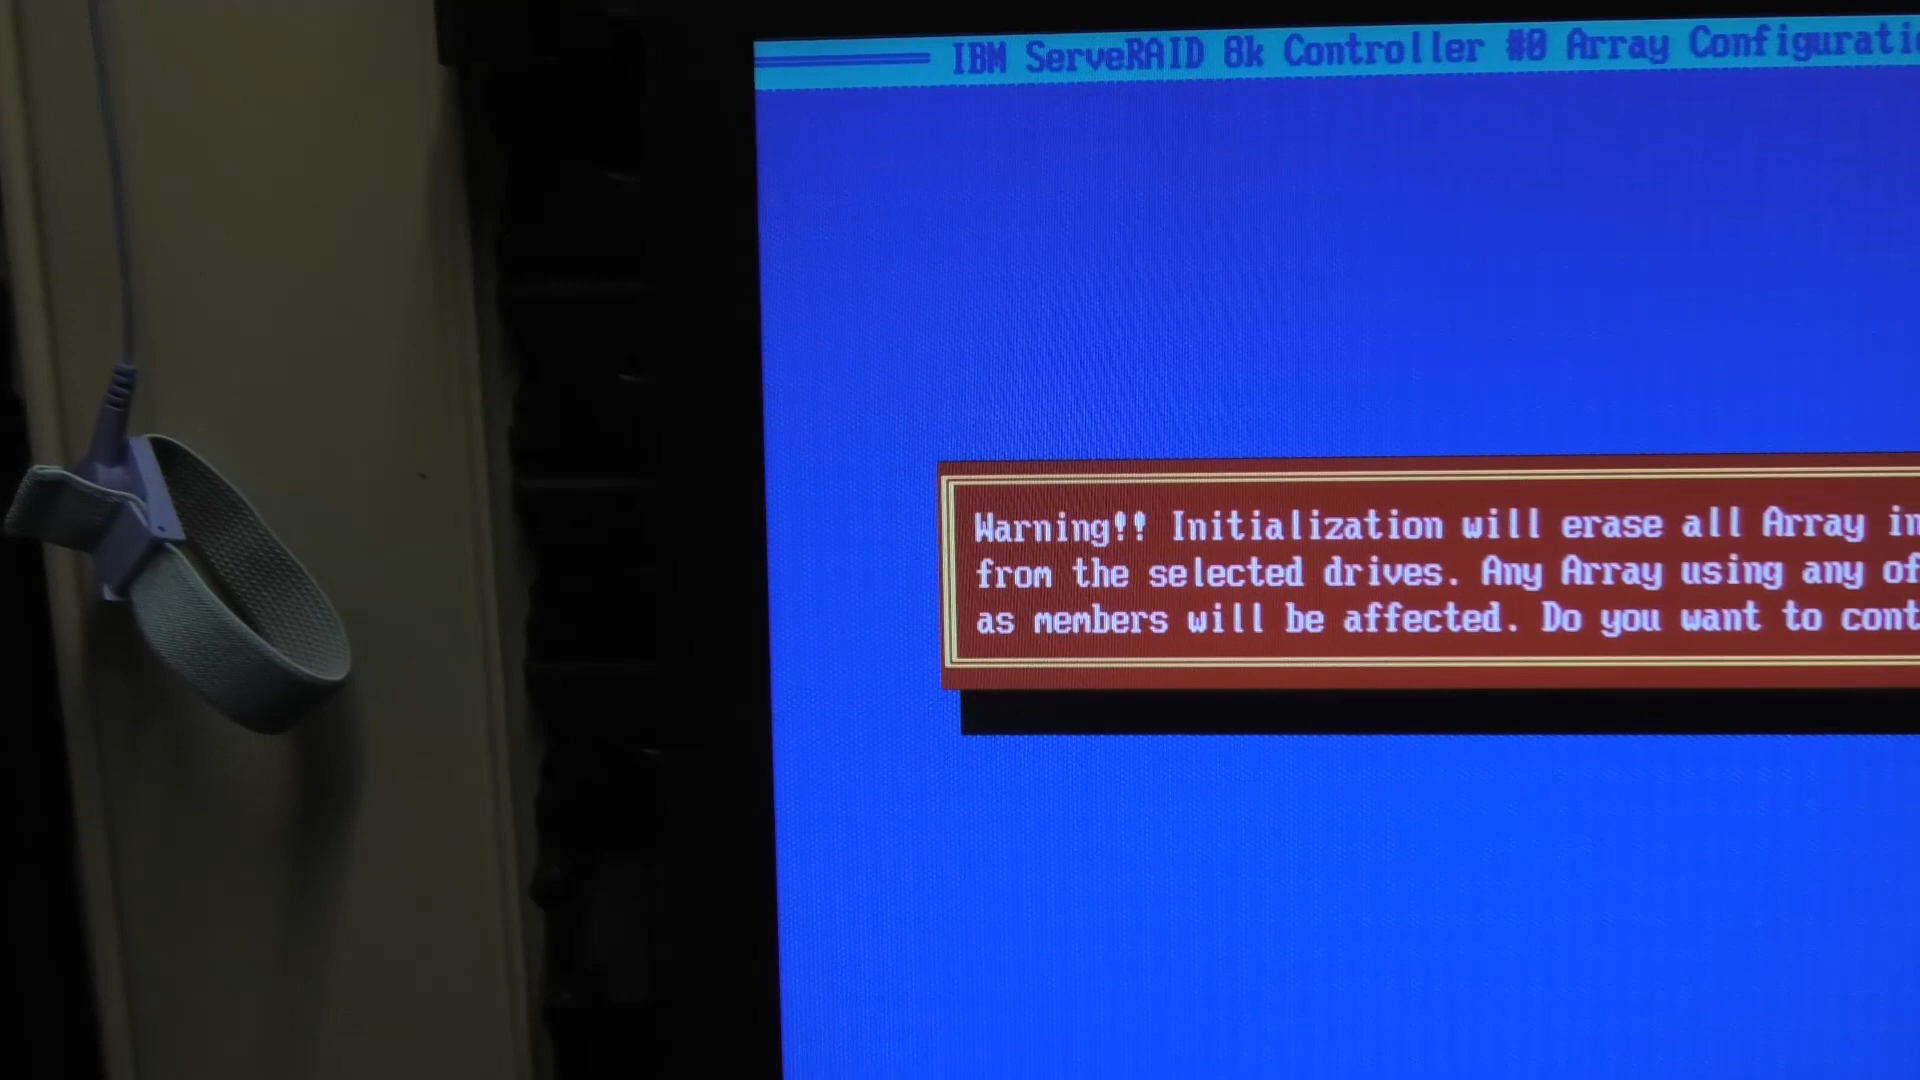 IBM ServeRAID 8k Controller #0 Array Configurati
Warning!! Initialization will erase all Array in
from the selected drives. Any Array using any of
as members will be affected. Do you want to cont